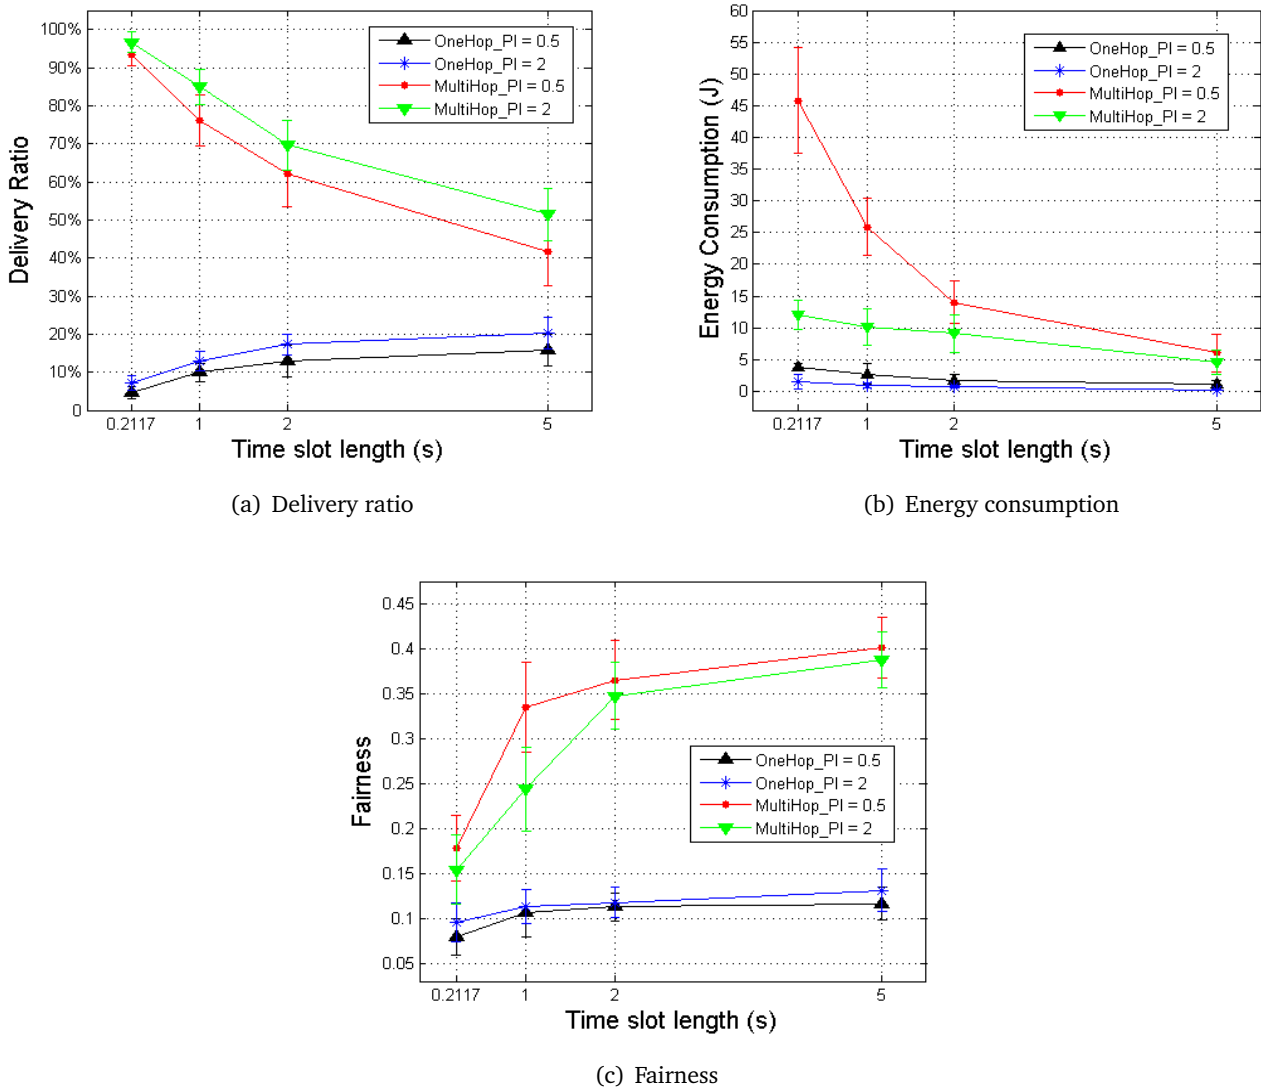 100%
90%
80%
70%
60%
50%
40%
30%
20%
10%
0
Delivery Ratio
OneHop_PI = 0.5
OneHop_PI = 2
MultiHop_PI = 0.5
MultiHop_PI = 2
0.2117 1 2 5
Time slot length (s)
(a) Delivery ratio
60
55
50
45
40
35
30
25
20
15
10
5
0
Energy Consumption (J)
OneHop_PI = 0.5
OneHop_PI = 2
MultiHop_PI = 0.5
MultiHop_PI = 2
0.2117 1 2 5
Time slot length (s)
(b) Energy consumption
0.45
0.4
0.35
0.3
0.25
0.2
0.15
0.1
0.05
Fairness
OneHop_PI = 0.5
OneHop_PI = 2
MultiHop_PI = 0.5
MultiHop_PI = 2
0.2117 1 2 5
Time slot length (s)
(c) Fairness